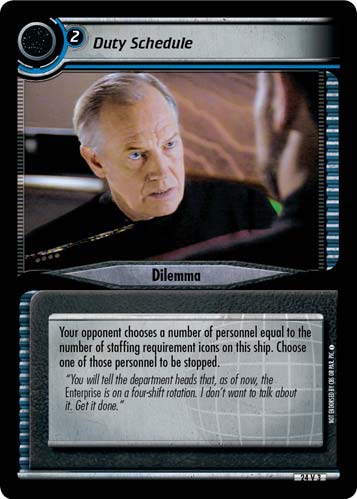 2
Duty Schedule
Dilemma
Your opponent chooses a number of personnel equal to the
number of staffing requirement icons on this ship. Choose
one of those personnel to be stopped.
"You will tell the department heads that, as of now, the
Enterprise is on a four-shift rotation. I don't want to talk about
it. Get it done."
NOT ENDORSED BY CBS OR PAR. PIC.
24 V 3